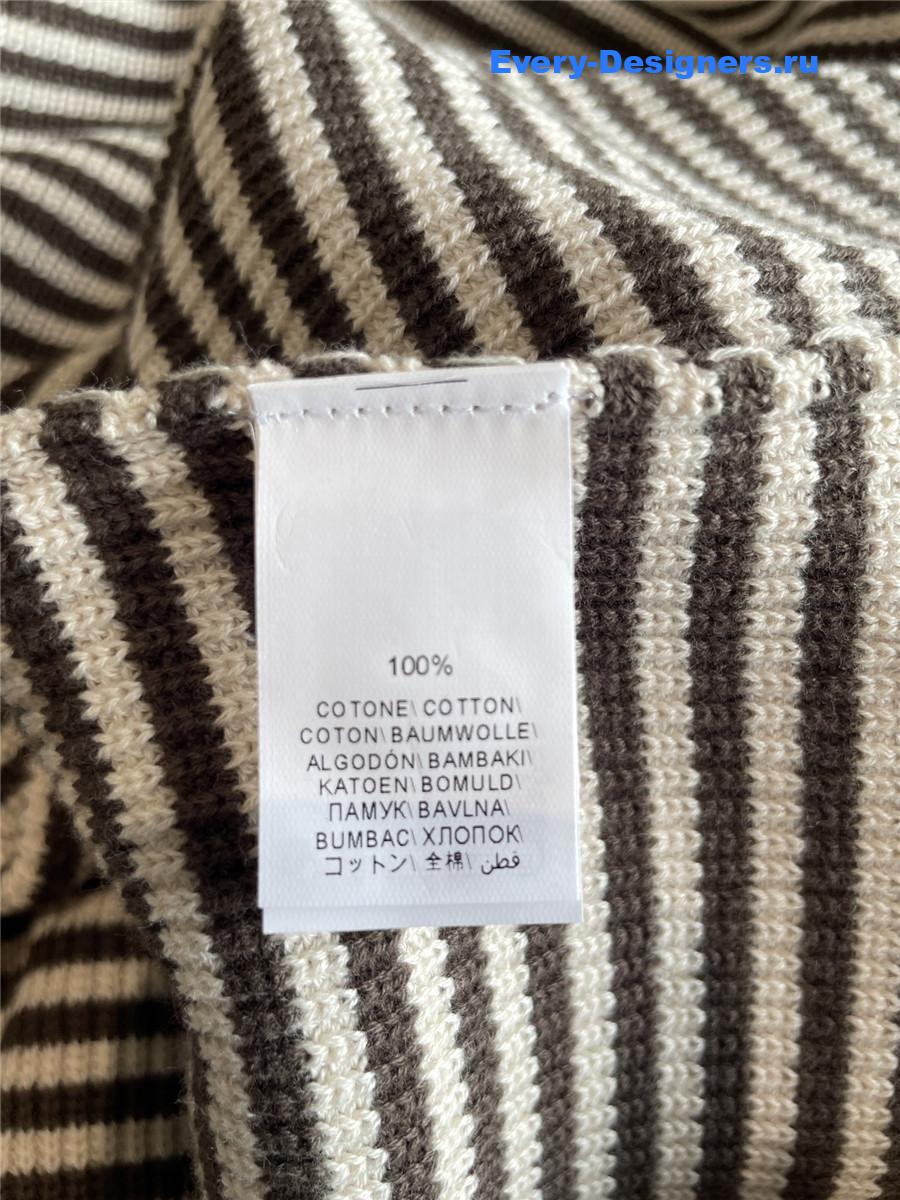 Every-Designers.ru
100%
COTONE\ COTTON\
COTON\ BAUMWOLLE\
ALGODÓN\ BAMBAKI\
KATOEN\ BOMULD\
ПАМУК\ BAVLNA\
BUMBAC\ ХЛОПОК\
コットン\ 全棉\ قطن